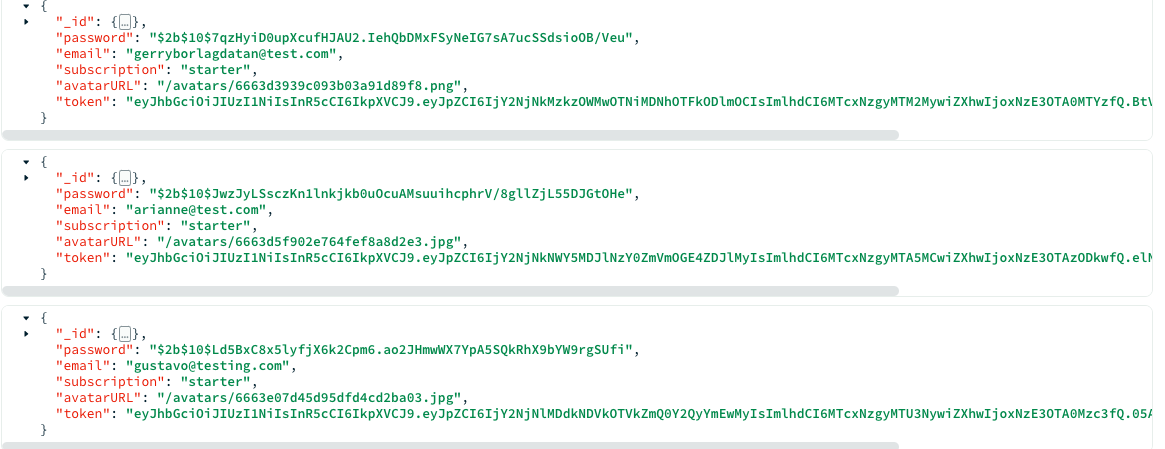 {
"_id": {…},
"password": "$2b$10$7qzHyiD0upXcufHJAU2.IehQbDMxFSyNeIG7sA7ucSSdsioOB/Veu",
"email": "gerryborlagdatan@test.com",
"subscription": "starter",
"avatarURL": "/avatars/6663d3939c093b03a91d89f8.png",
"token": "eyJhbGciOiJIUzI1NiIsInR5cCI6IkpXVCJ9.eyJpZCI6IjY2NjNkMzkzOWMwOTNiMDNhOTFkODlmOCIsImlhdCI6MTcxNzgyMTM2MywiZXhwIjoxNzE3OTA0MTYzfQ.BtV
}
{
"_id": {…},
"password": "$2b$10$JwzJyLSsczKn1lnkjkb0uOcuAMsuuihcphrV/8gllZjL55DJGtOHe",
"email": "arianne@test.com",
"subscription": "starter",
"avatarURL": "/avatars/6663d5f902e764fef8a8d2e3.jpg",
"token": "eyJhbGciOiJIUzI1NiIsInR5cCI6IkpXVCJ9.eyJpZCI6IjY2NjNkNWY5MDJlNzY0ZmVmOGE4ZDJlMyIsImlhdCI6MTcxNzgyMTA5MCwiZXhwIjoxNzE3OTAzODkwfQ.elM
}
{
"_id": {…},
"password": "$2b$10$Ld5BxC8x5lyfjX6k2Cpm6.ao2JHmwWX7YpA5SQkRhX9bYW9rgSUfi",
"email": "gustavo@testing.com",
"subscription": "starter",
"avatarURL": "/avatars/6663e07d45d95dfd4cd2ba03.jpg",
"token": "eyJhbGciOiJIUzI1NiIsInR5cCI6IkpXVCJ9.eyJpZCI6IjY2NjNlMDdkNDVkOTVkZmQ0Y2QyYmEwMyIsImlhdCI6MTcxNzgyMTU3NywiZXhwIjoxNzE3OTA0Mzc3fQ.05A
}